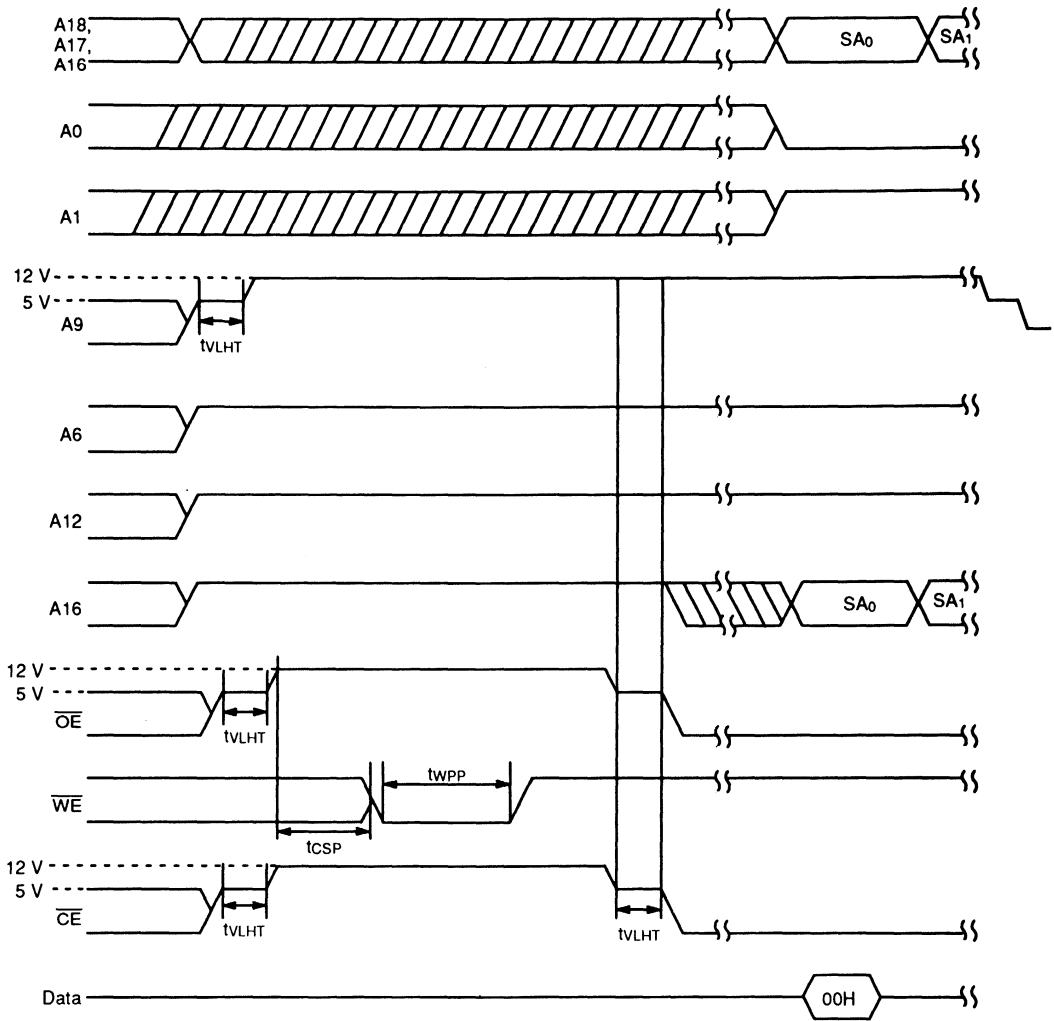 A18,
A17,
A16
SA0
SA1
A0
A1
12 V
5 V
A9
tVLHT
A6
A12
A16
SA0
SA1
12 V
5 V
OE
tVLHT
WE
tWPP
tCSP
12 V
5 V
CE
tVLHT
tVLHT
Data
00H